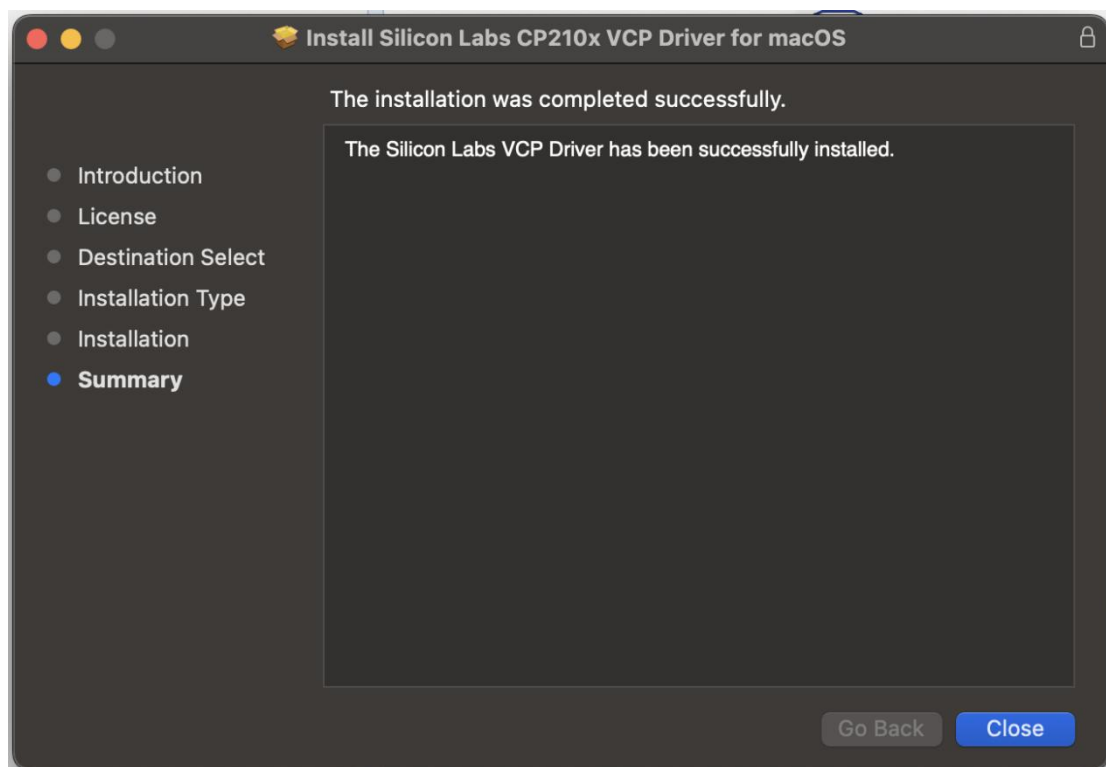 Install Silicon Labs CP210x VCP Driver for macOS
The installation was completed successfully.
The Silicon Labs VCP Driver has been successfully installed.
Introduction
License
Destination Select
Installation Type
Installation
Summary
Go Back
Close